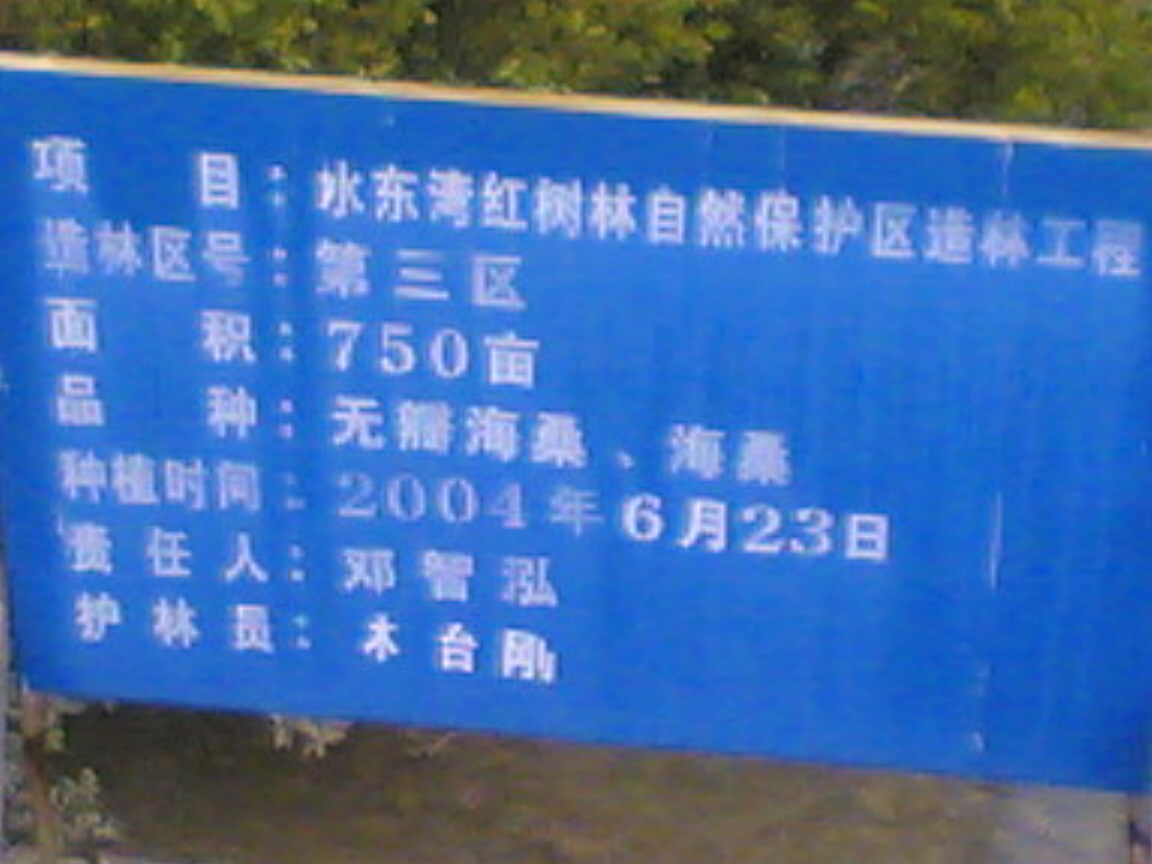 项目：水东湾红树林自然保护区造林工程
造林区号：第三区
面积：750亩
品种：无瓣海桑、海桑
种植时间：2004年6月23日
责任人：邓智泓
护林员：木台刚